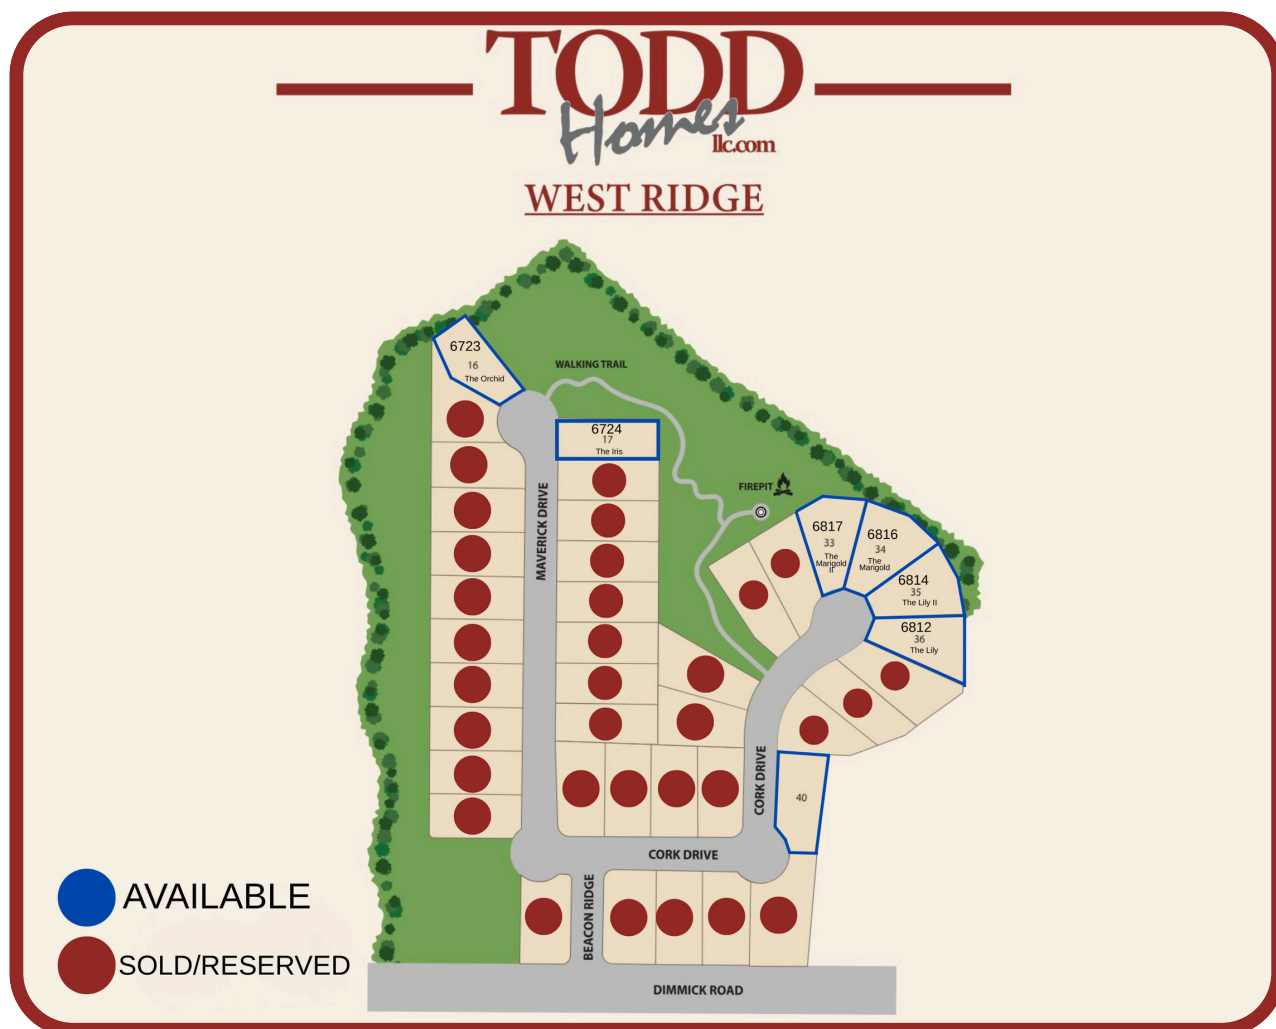 TODD
Homes
llc.com
WEST RIDGE
6723
16
The Orchid
WALKING TRAIL
6724
17
The Iris
MAVERICK DRIVE
FIREPIT
6817
33
The
Marigold
II
6816
34
The
Marigold
6814
35
The Lily II
6812
36
The Lily
CORK DRIVE
40
CORK DRIVE
BEACON RIDGE
AVAILABLE
SOLD/RESERVED
DIMMICK ROAD